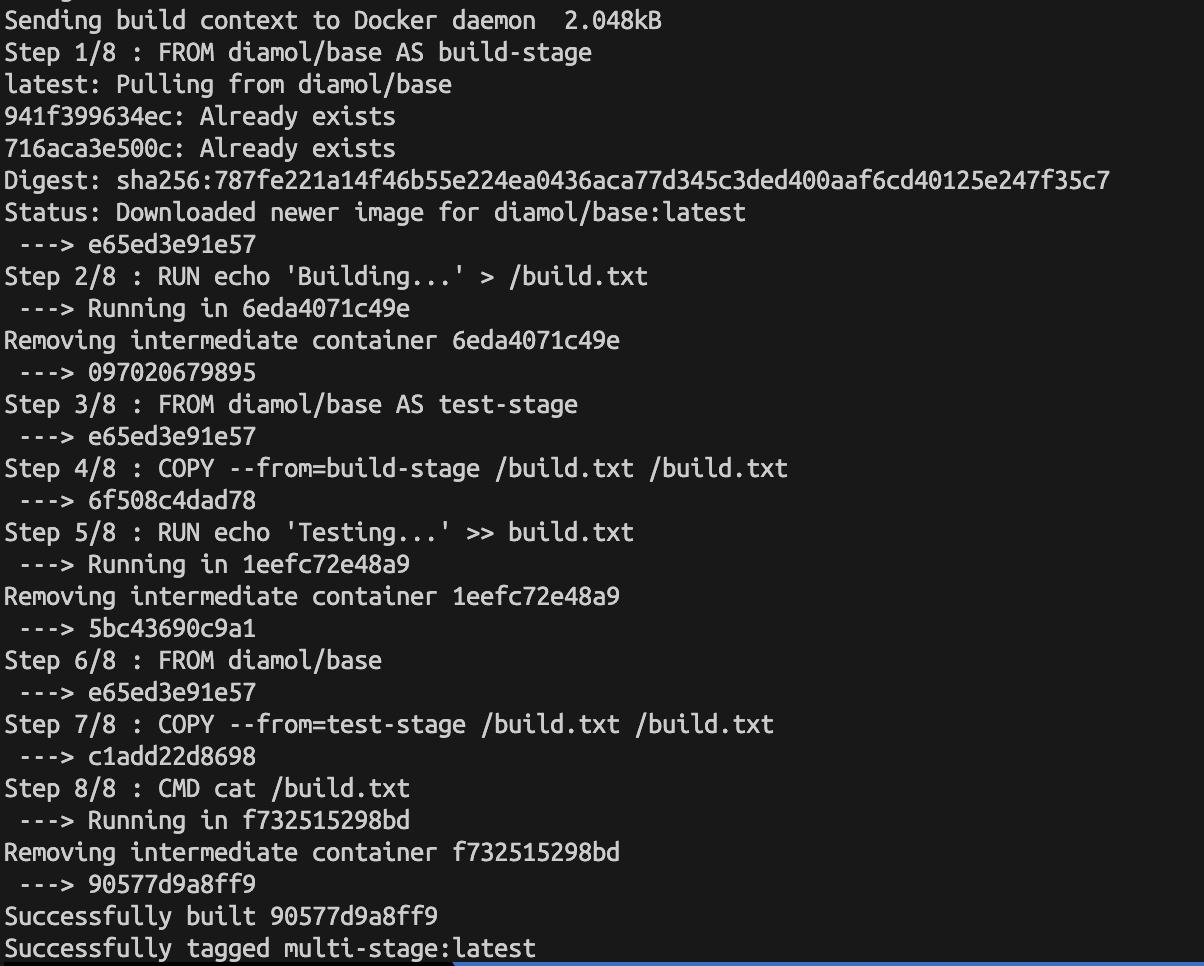 Sending build context to Docker daemon  2.048kB
Step 1/8 : FROM diamol/base AS build-stage
latest: Pulling from diamol/base
941f399634ec: Already exists
716aca3e500c: Already exists
Digest: sha256:787fe221a14f46b55e224ea0436aca77d345c3ded400aaf6cd40125e247f35c7
Status: Downloaded newer image for diamol/base:latest
 ---> e65ed3e91e57
Step 2/8 : RUN echo 'Building...' > /build.txt
 ---> Running in 6eda4071c49e
Removing intermediate container 6eda4071c49e
 ---> 097020679895
Step 3/8 : FROM diamol/base AS test-stage
 ---> e65ed3e91e57
Step 4/8 : COPY --from=build-stage /build.txt /build.txt
 ---> 6f508c4dad78
Step 5/8 : RUN echo 'Testing...' >> build.txt
 ---> Running in 1eefc72e48a9
Removing intermediate container 1eefc72e48a9
 ---> 5bc43690c9a1
Step 6/8 : FROM diamol/base
 ---> e65ed3e91e57
Step 7/8 : COPY --from=test-stage /build.txt /build.txt
 ---> c1add22d8698
Step 8/8 : CMD cat /build.txt
 ---> Running in f732515298bd
Removing intermediate container f732515298bd
 ---> 90577d9a8ff9
Successfully built 90577d9a8ff9
Successfully tagged multi-stage:latest